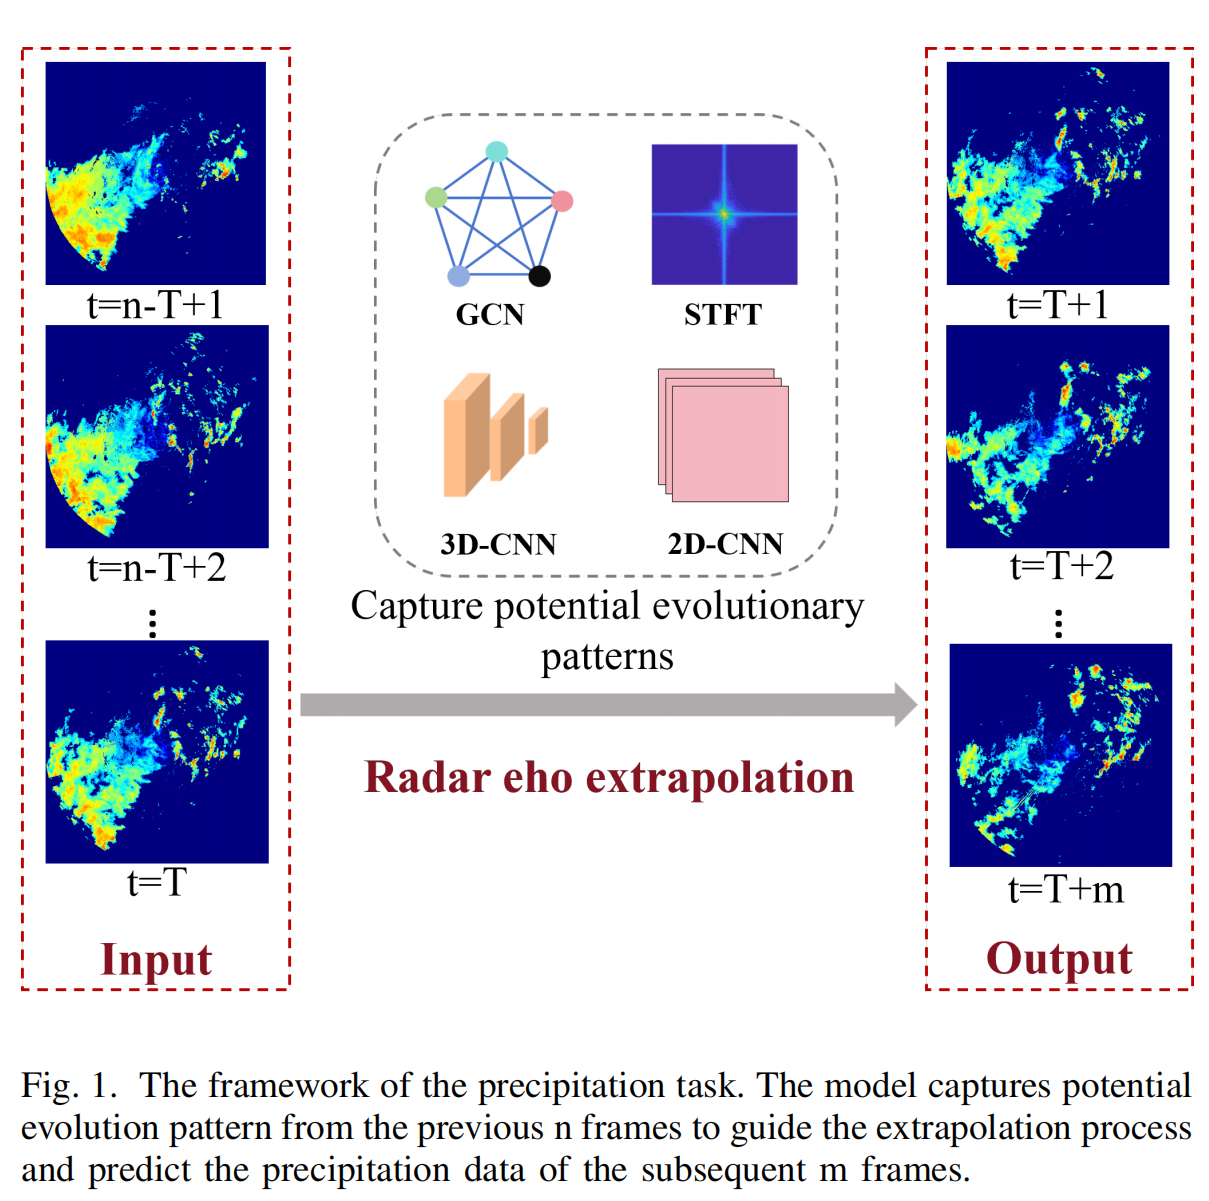 t=n-T+1
t=n-T+2
⋮
t=T
Input
GCN
STFT
3D-CNN
2D-CNN
Capture potential evolutionary
patterns
Radar eho extrapolation
t=T+1
t=T+2
⋮
t=T+m
Output
Fig. 1. The framework of the precipitation task. The model captures potential
evolution pattern from the previous n frames to guide the extrapolation process
and predict the precipitation data of the subsequent m frames.